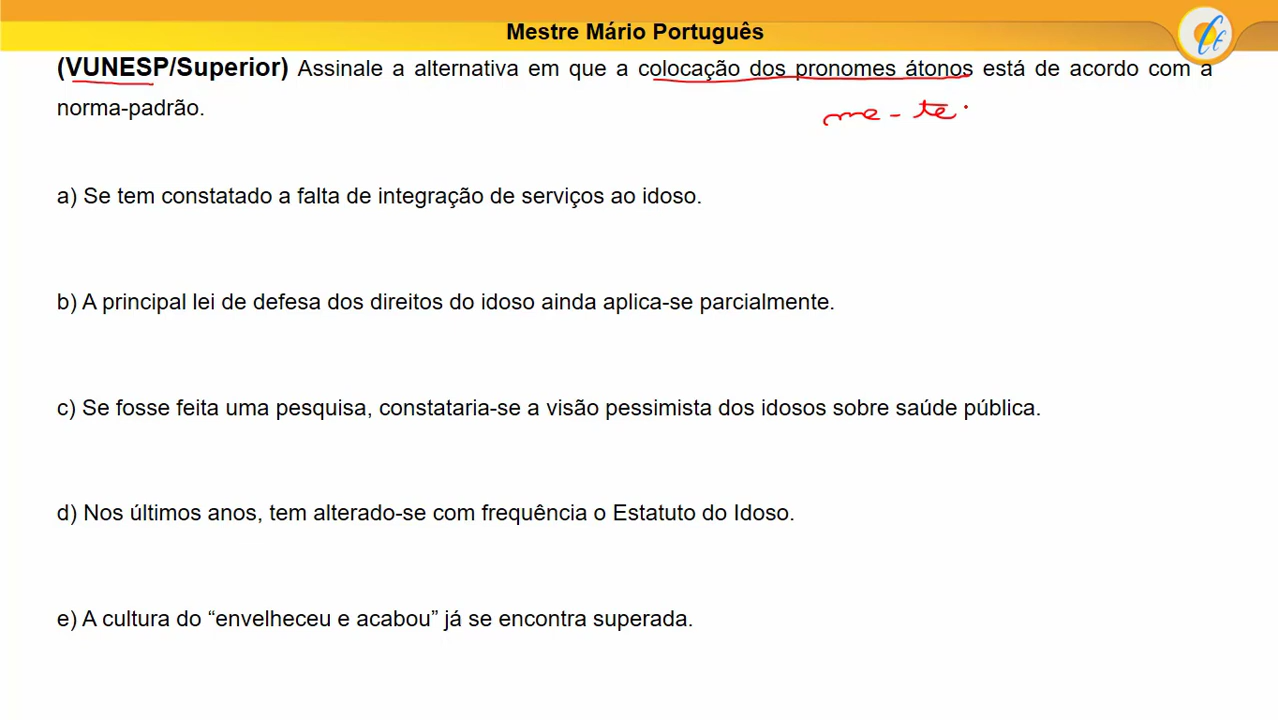 Mestre Mário Português
(VUNESP/Superior) Assinale a alternativa em que a colocação dos pronomes átonos está de acordo com a
norma-padrão.
me - te
a) Se tem constatado a falta de integração de serviços ao idoso.
b) A principal lei de defesa dos direitos do idoso ainda aplica-se parcialmente.
c) Se fosse feita uma pesquisa, constataria-se a visão pessimista dos idosos sobre saúde pública.
d) Nos últimos anos, tem alterado-se com frequência o Estatuto do Idoso.
e) A cultura do “envelheceu e acabou” já se encontra superada.